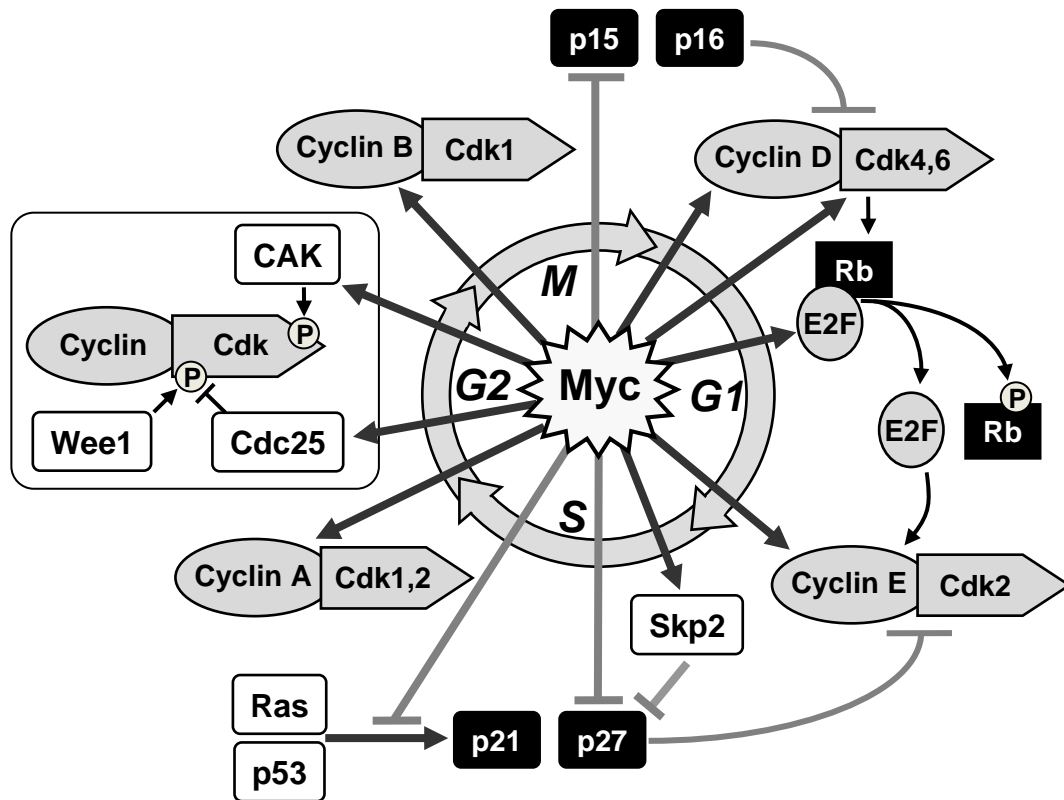 p15 p16
Cyclin B Cdk1
Cyclin D Cdk4,6
CAK
M
Rb
P
E2F
Cyclin Cdk
G2 Myc G1
P
P
Wee1 Cdc25
E2F Rb
S
Cyclin A Cdk1,2
Cyclin E Cdk2
Skp2
Ras
p21 p27
p53